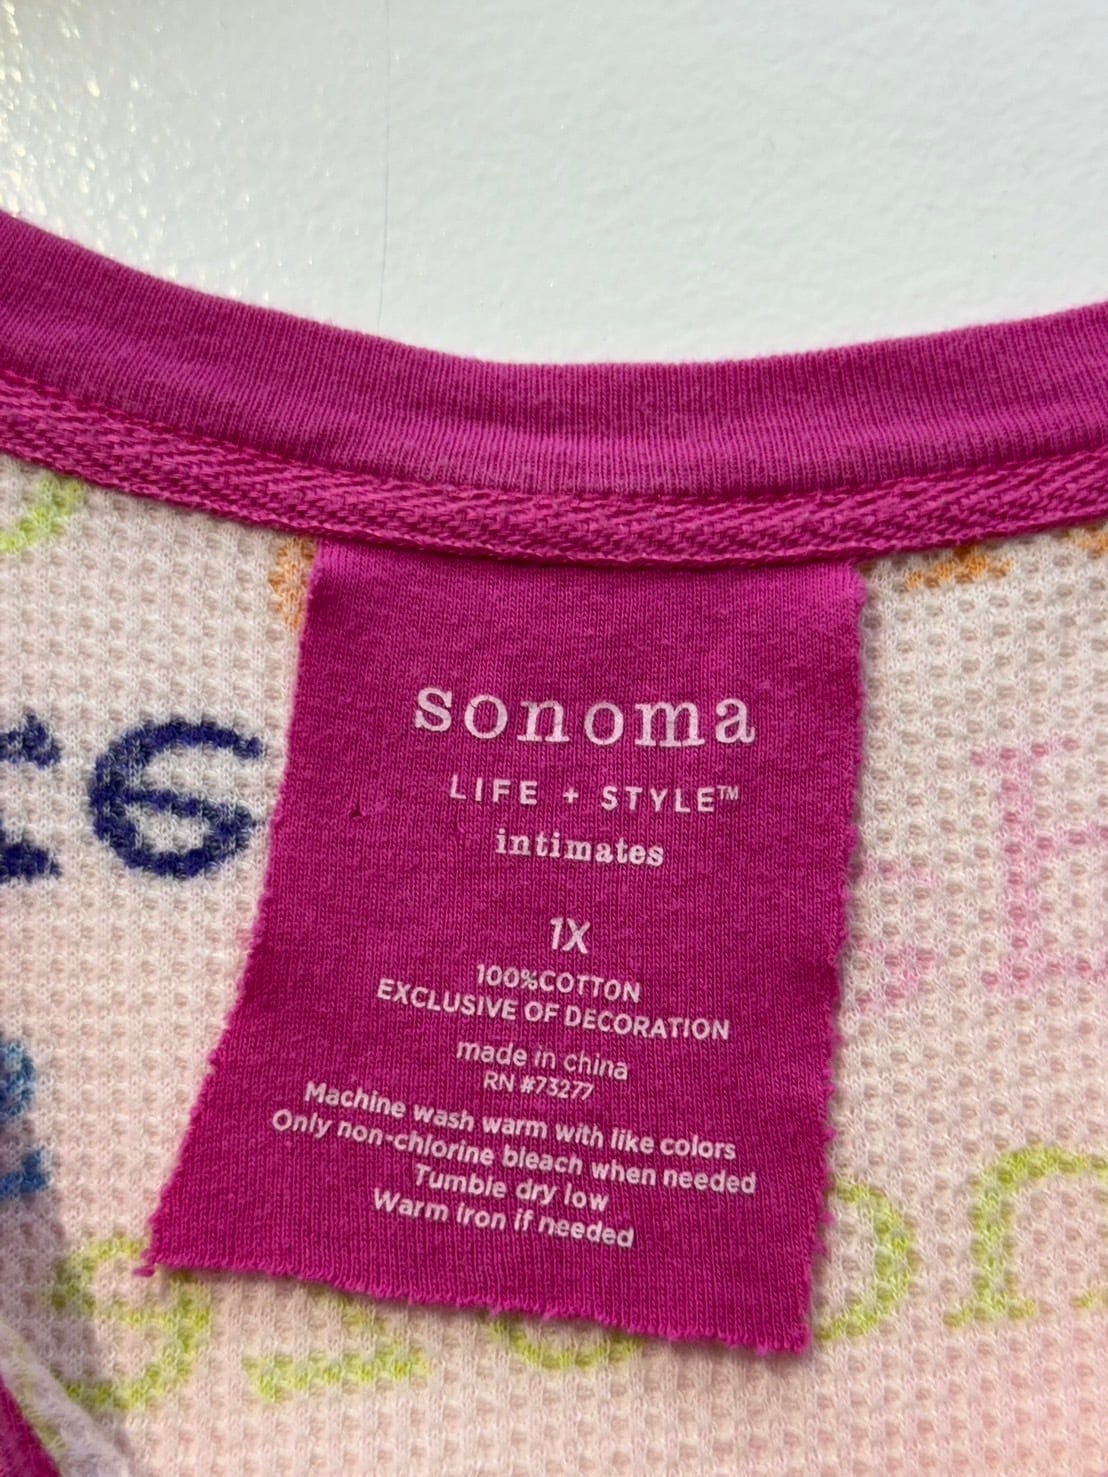 sonoma
LIFE + STYLE™
intimates
1X
100%COTTON
EXCLUSIVE OF DECORATION
made in china
RN #73277
Machine wash warm with like colors
Only non-chlorine bleach when needed
Tumble dry low
Warm Iron if needed